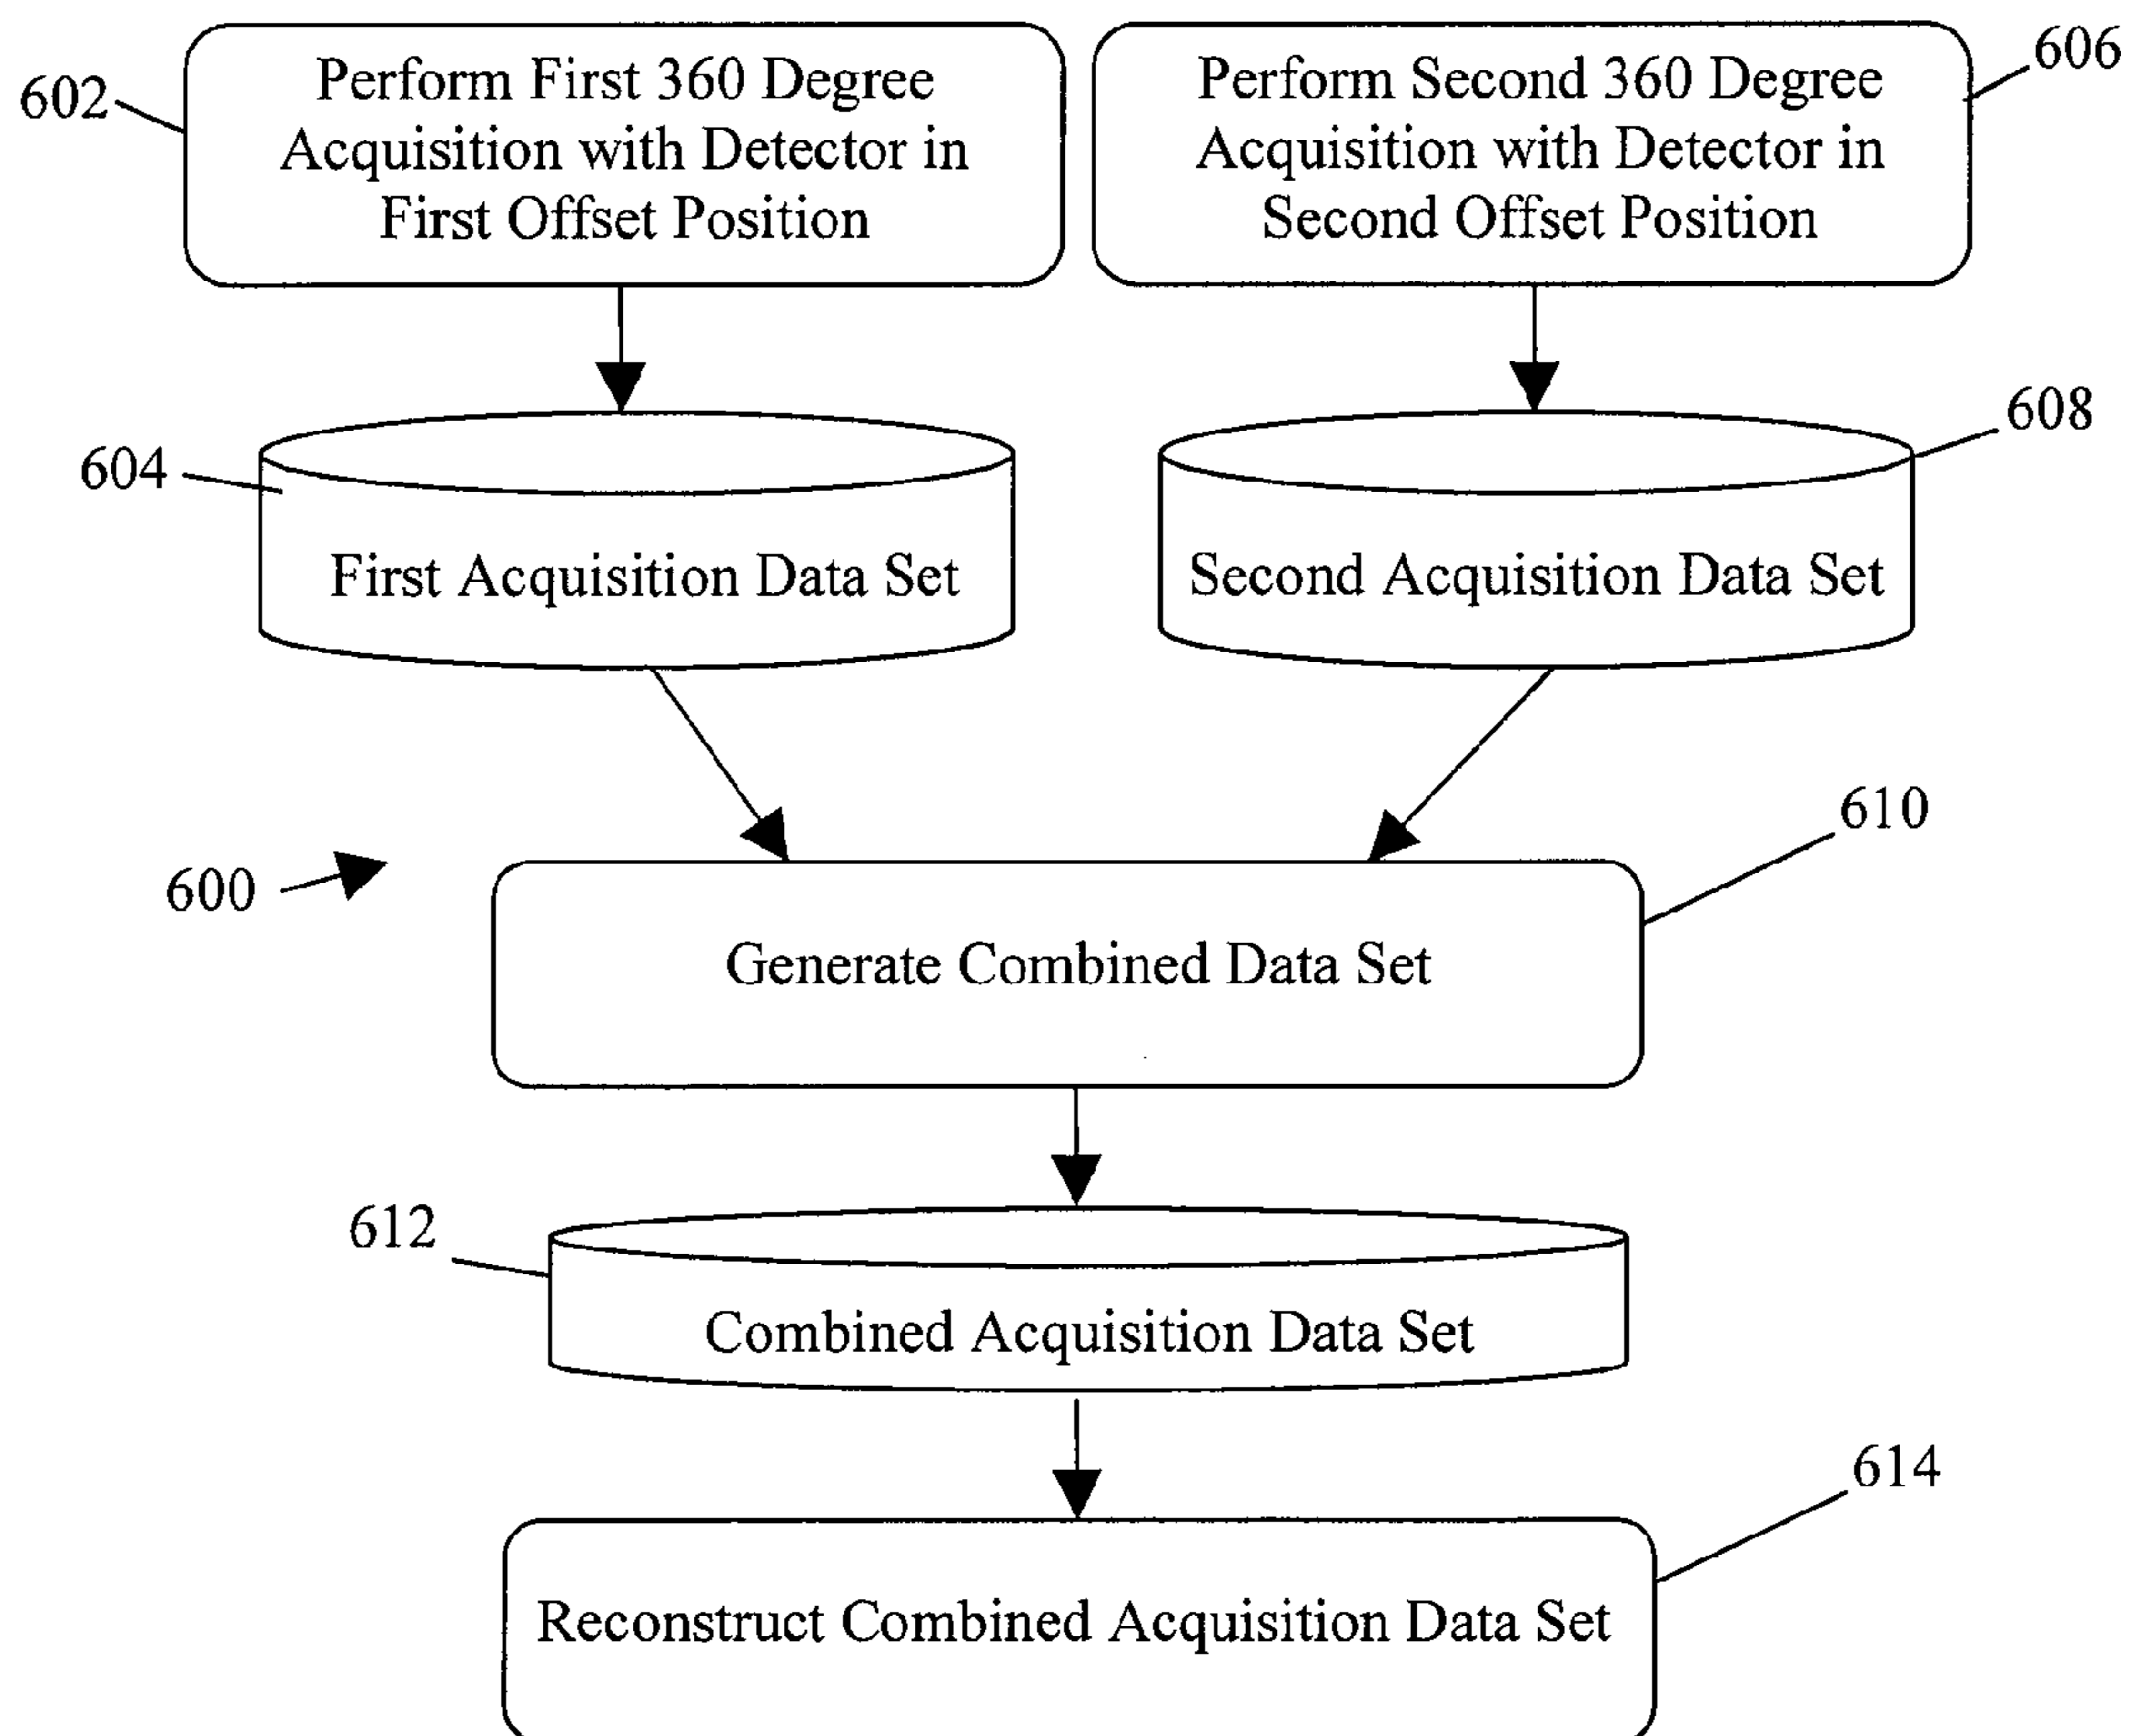 602
Perform First 360 Degree
Acquisition with Detector in
First Offset Position
Perform Second 360 Degree
Acquisition with Detector in
Second Offset Position
606
604
First Acquisition Data Set
Second Acquisition Data Set
608
600
Generate Combined Data Set
610
612
Combined Acquisition Data Set
614
Reconstruct Combined Acquisition Data Set